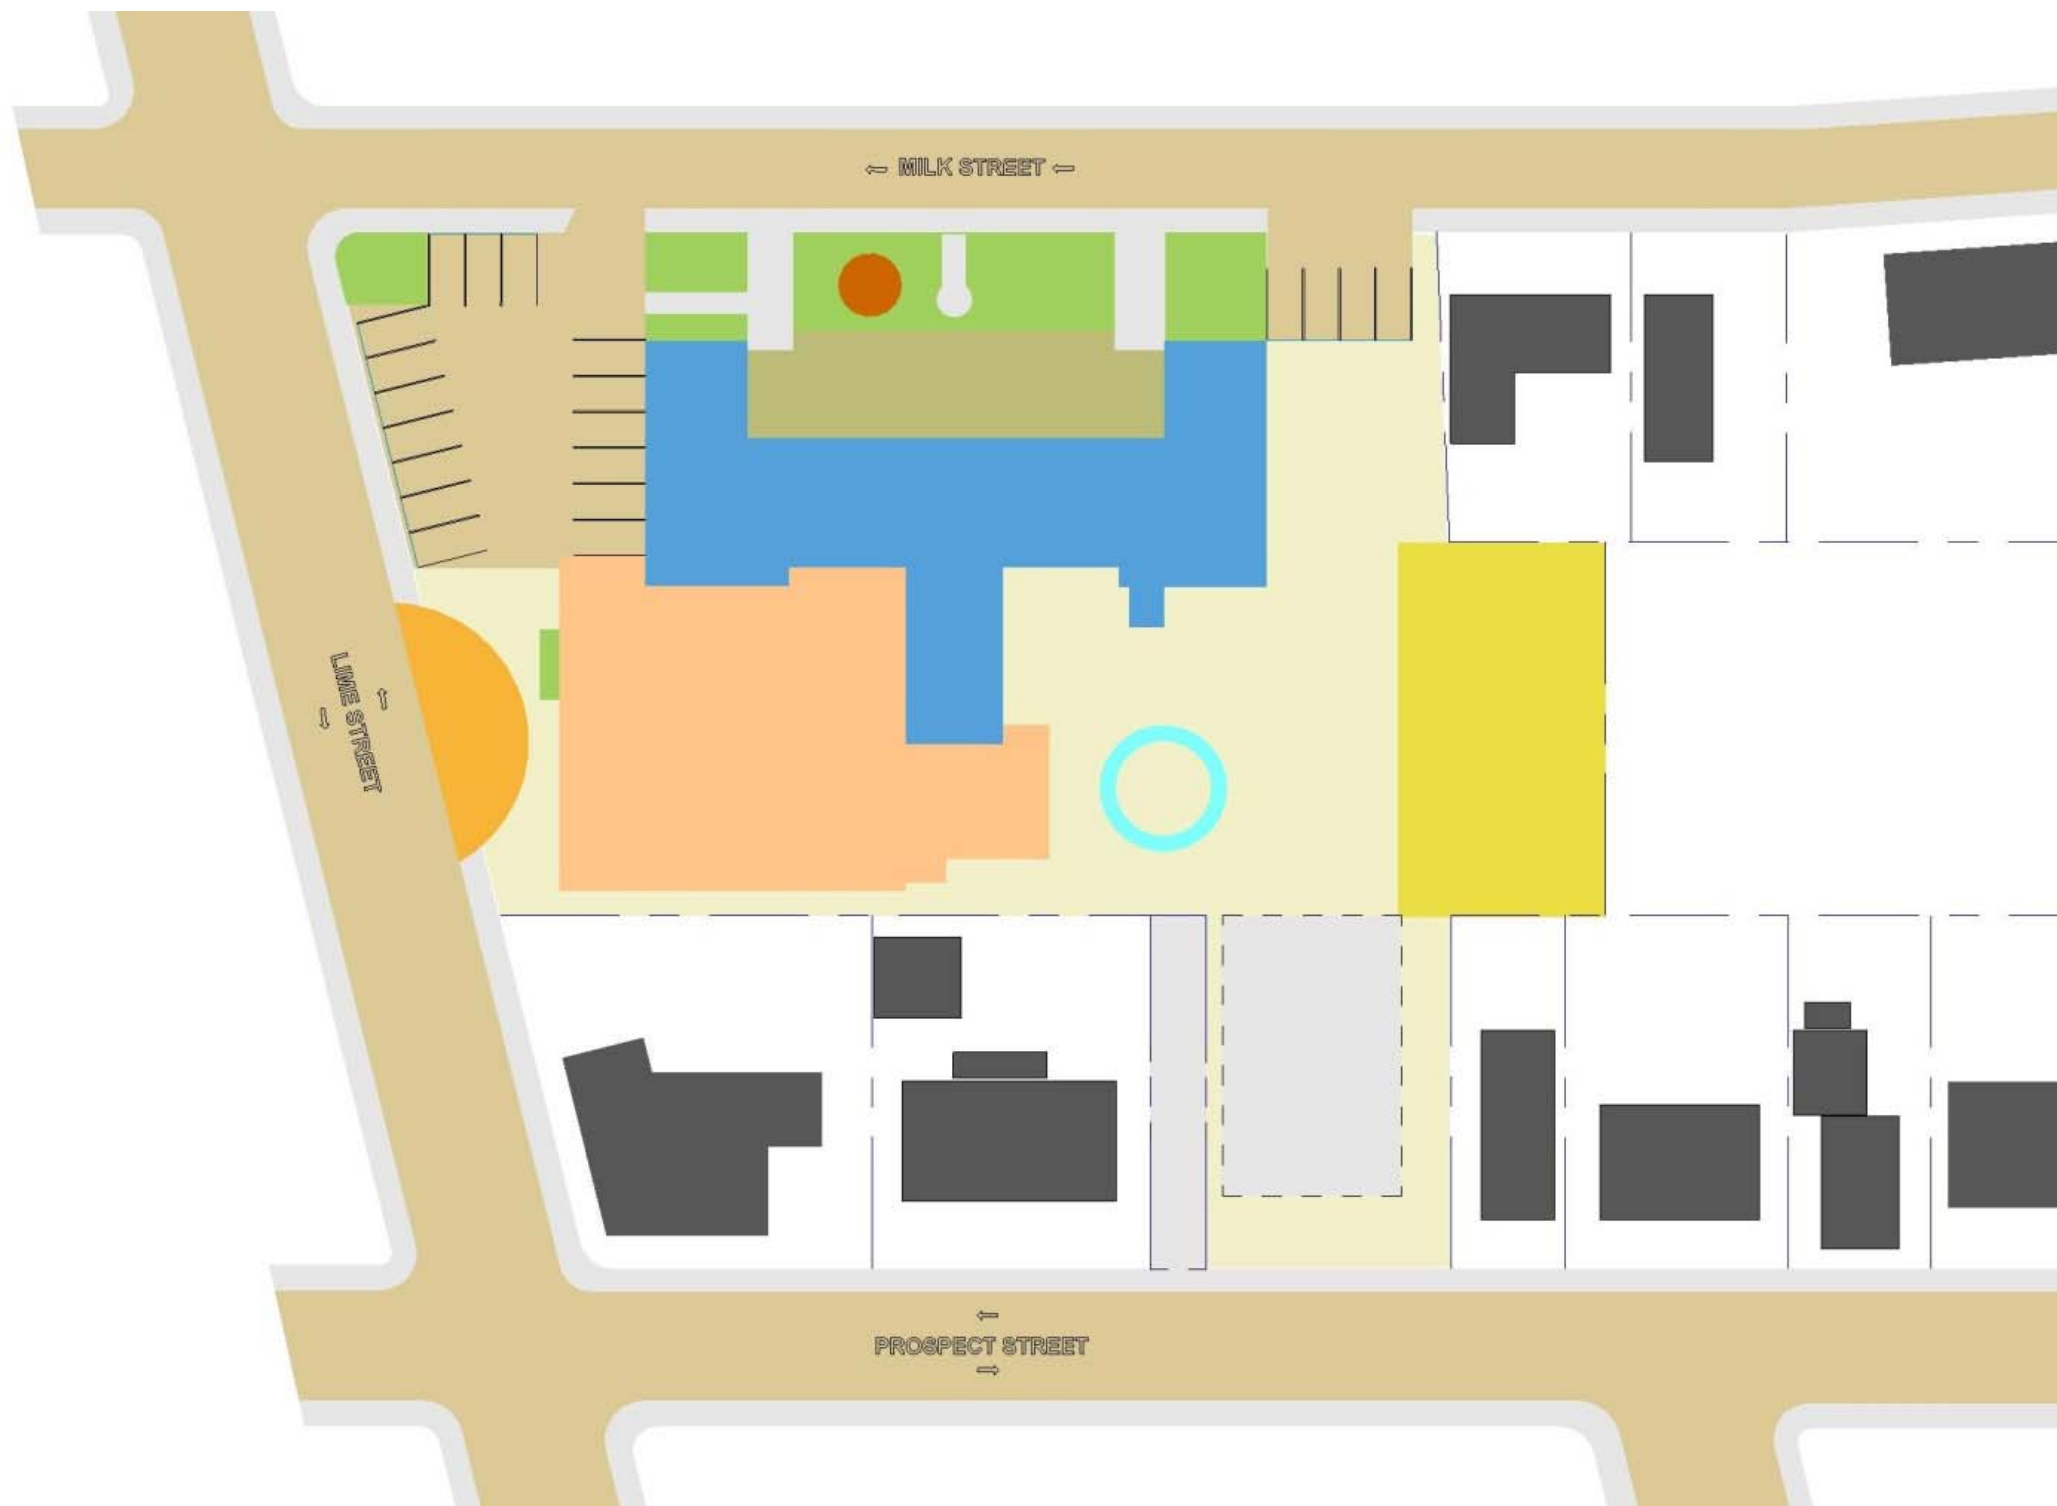 ← MILK STREET ←
LIME STREET
←
PROSPECT STREET
→